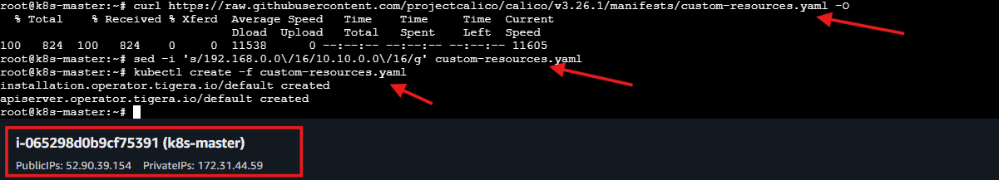 root@k8s-master:~# curl https://raw.githubusercontent.com/projectcalico/calico/v3.26.1/manifests/custom-resources.yaml -O
  % Total    % Received % Xferd  Average Speed   Time    Time     Time  Current
                                 Dload  Upload   Total   Spent    Left  Speed
100   824  100   824    0     0  11538      0 --:--:-- --:--:-- --:--:-- 11605
root@k8s-master:~# sed -i 's/192.168.0.0\/16/10.10.0.0\/16/g' custom-resources.yaml
root@k8s-master:~# kubectl create -f custom-resources.yaml
installation.operator.tigera.io/default created
apiserver.operator.tigera.io/default created
root@k8s-master:~#
i-065298d0b9cf75391 (k8s-master)
PublicIPs: 52.90.39.154 PrivateIPs: 172.31.44.59